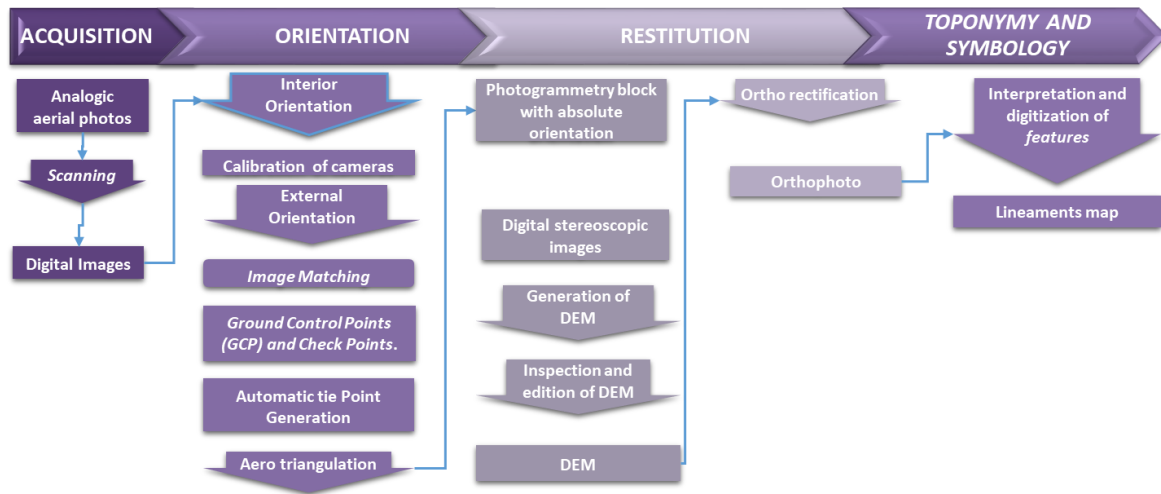 ACQUISITION
ORIENTATION
RESTITUTION
TOPONYMY AND
SYMBOLOGY
Analogic
aerial photos
Scanning
Digital Images
Interior
Orientation
Calibration of cameras
External
Orientation
Image Matching
Ground Control Points
(GCP) and Check Points.
Automatic tie Point
Generation
Aero triangulation
Photogrammetry block
with absolute
orientation
Digital stereoscopic
images
Generation of
DEM
Inspection and
edition of DEM
DEM
Ortho rectification
Orthophoto
Interpretation and
digitization of
features
Lineaments map